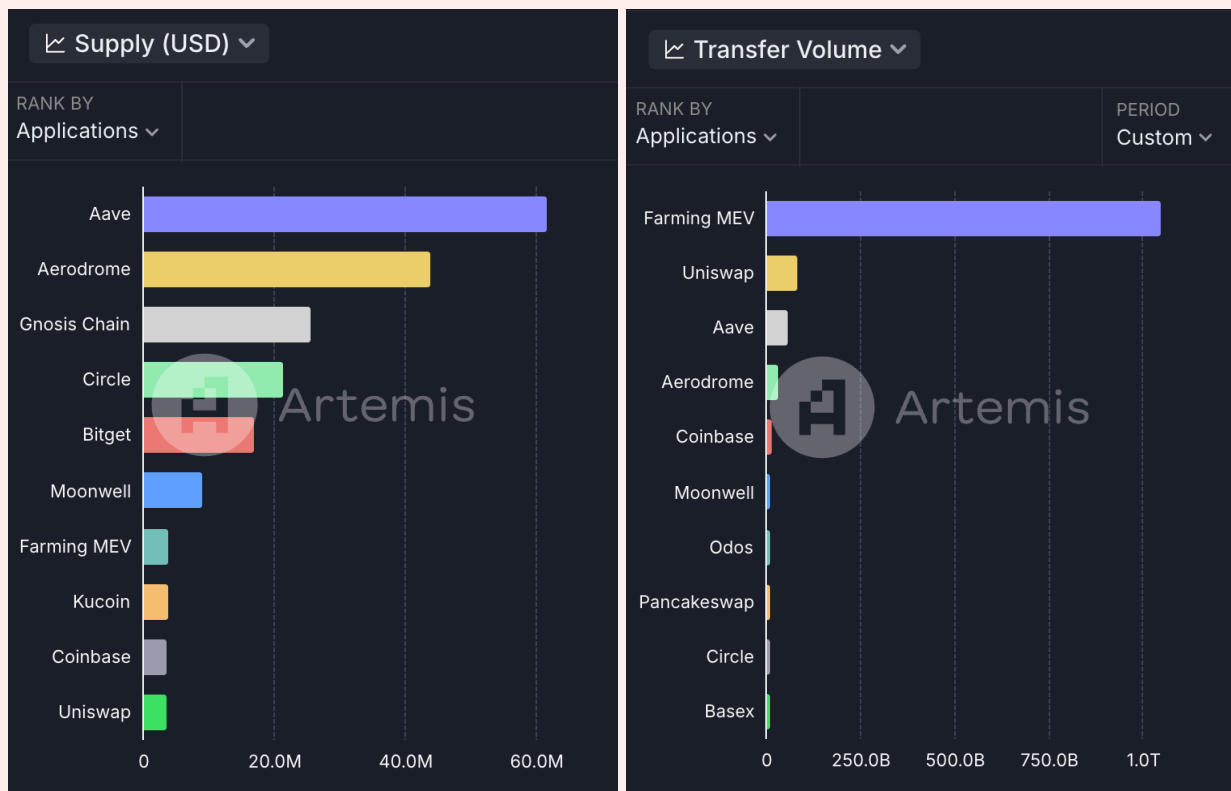 Supply (USD)
RANK BY
Applications
Aave
Aerodrome
Gnosis Chain
Circle
Bitget
Moonwell
Farming MEV
Kucoin
Coinbase
Uniswap
Artemis
0
20.0M
40.0M
60.0M
Transfer Volume
RANK BY
Applications
PERIOD
Custom
Farming MEV
Uniswap
Aave
Aerodrome
Coinbase
Moonwell
Odos
Pancakeswap
Circle
Basex
Artemis
0
250.0B
500.0B
750.0B
1.0T